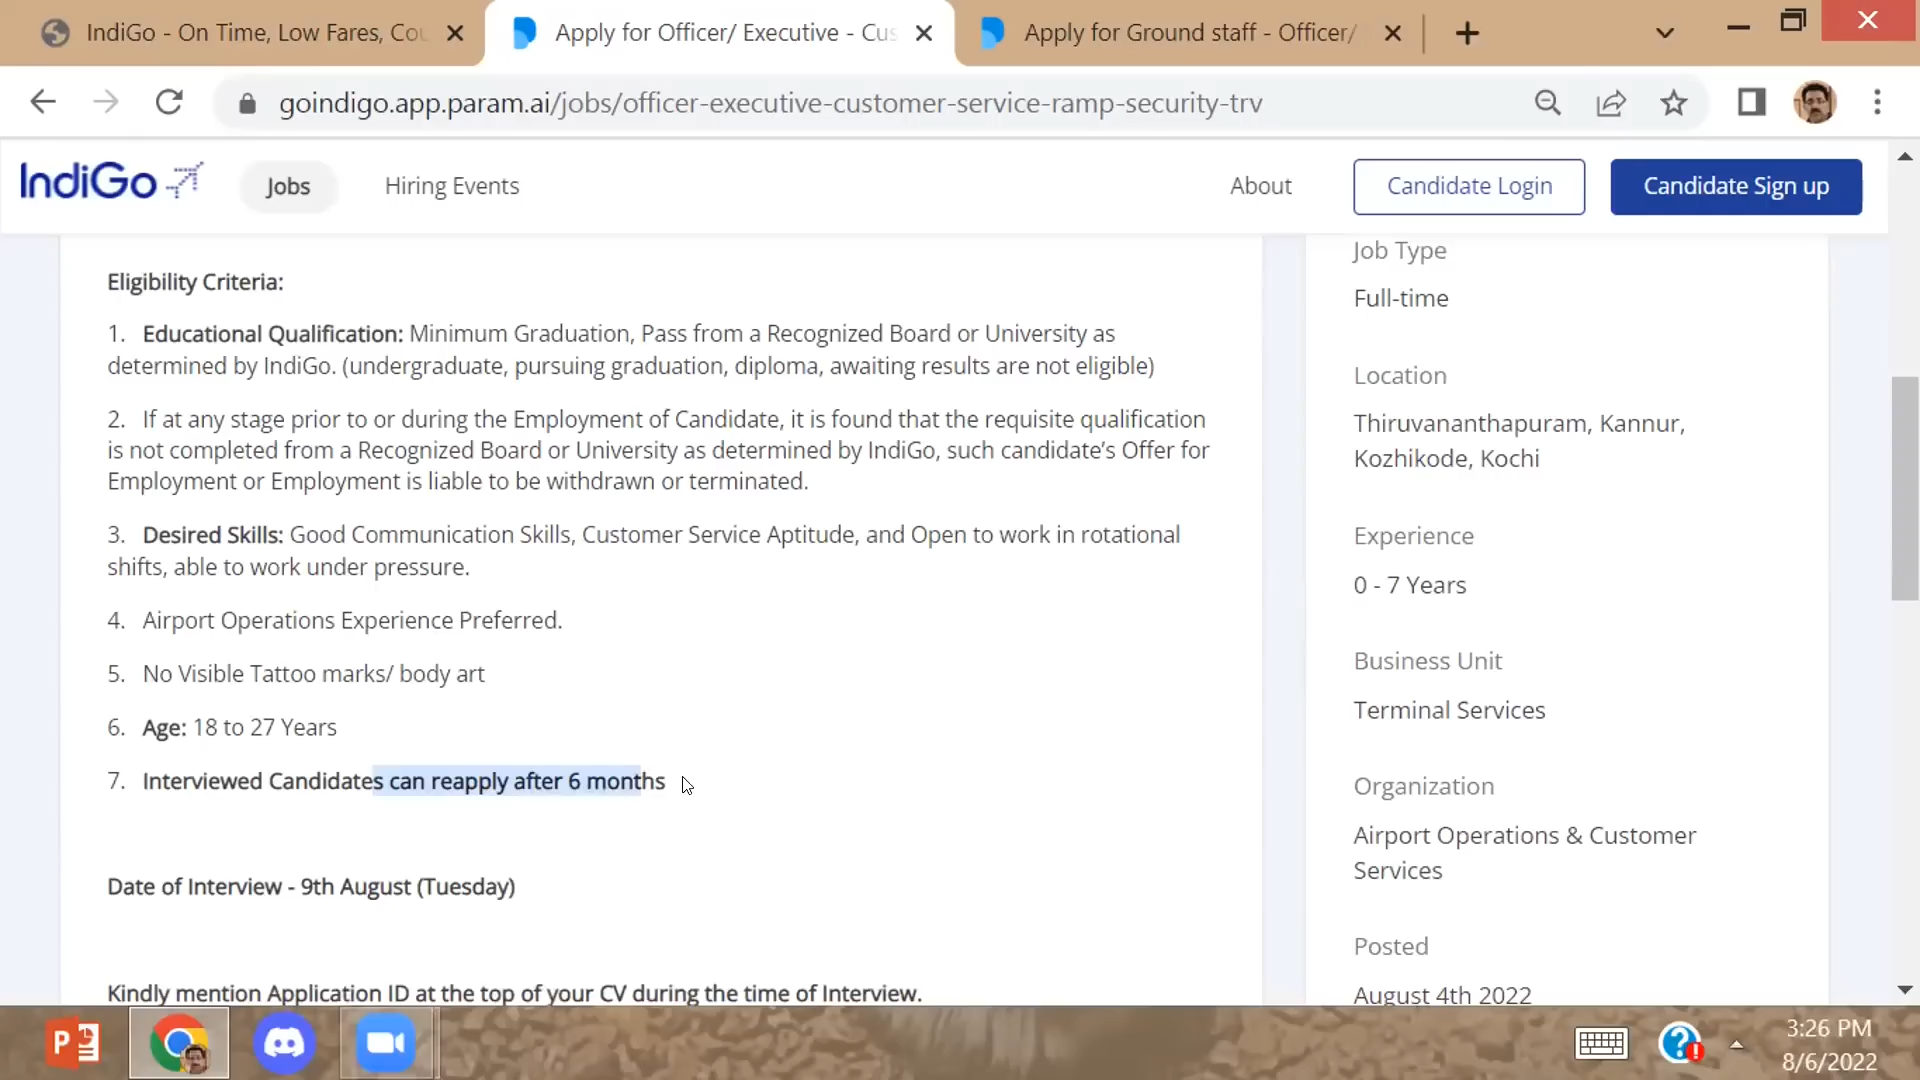 IndiGo - On Time, Low Fares, Cou
Apply for Officer/ Executive - Cus
Apply for Ground staff - Officer/
goindigo.app.param.ai/jobs/officer-executive-customer-service-ramp-security-trv
IndiGo
Jobs
Hiring Events
About
Candidate Login
Candidate Sign up
Eligibility Criteria:
1. Educational Qualification: Minimum Graduation, Pass from a Recognized Board or University as
determined by IndiGo. (undergraduate, pursuing graduation, diploma, awaiting results are not eligible)
2. If at any stage prior to or during the Employment of Candidate, it is found that the requisite qualification
is not completed from a Recognized Board or University as determined by IndiGo, such candidate’s Offer for
Employment or Employment is liable to be withdrawn or terminated.
3. Desired Skills: Good Communication Skills, Customer Service Aptitude, and Open to work in rotational
shifts, able to work under pressure.
4. Airport Operations Experience Preferred.
5. No Visible Tattoo marks/ body art
6. Age: 18 to 27 Years
7. Interviewed Candidates can reapply after 6 months
Date of Interview - 9th August (Tuesday)
Kindly mention Application ID at the top of your CV during the time of Interview.
Job Type
Full-time
Location
Thiruvananthapuram, Kannur,
Kozhikode, Kochi
Experience
0 - 7 Years
Business Unit
Terminal Services
Organization
Airport Operations & Customer
Services
Posted
August 4th 2022
3:26 PM
8/6/2022